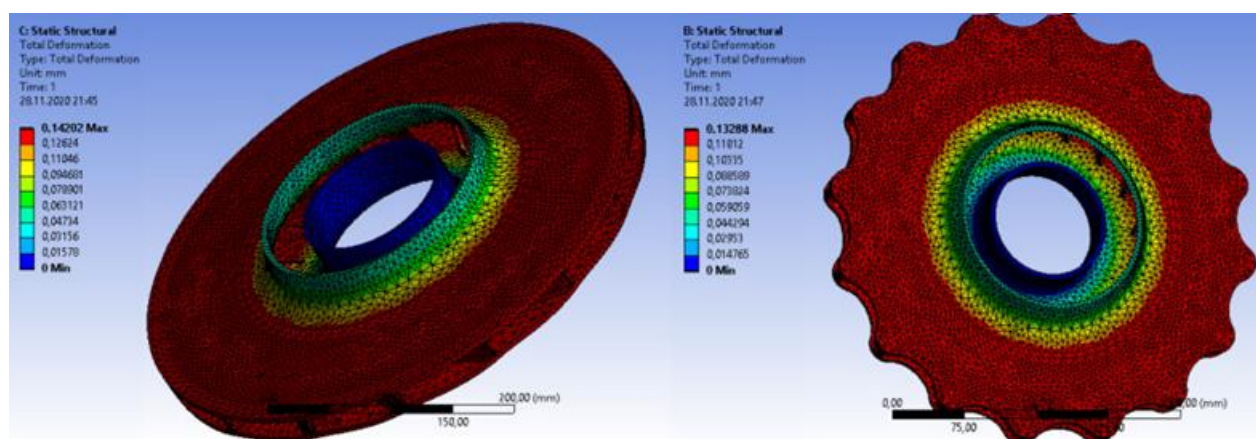 C: Static Structural
Total Deformation
Type: Total Deformation
Unit: mm
Time: 1
28.11.2020 21:45
0.14202 Max
0,12624
0,11046
0,094681
0,078901
0,063121
0,04734
0,03156
0,01578
0 Min
200,00 (mm)
150,00
B: Static Structural
Total Deformation
Type: Total Deformation
Unit: mm
Time: 1
28.11.2020 21:47
0.13288 Max
0,11812
0,10335
0,088589
0,073824
0,059059
0,044294
0,02953
0,014765
0 Min
0,00
(mm)
75,00